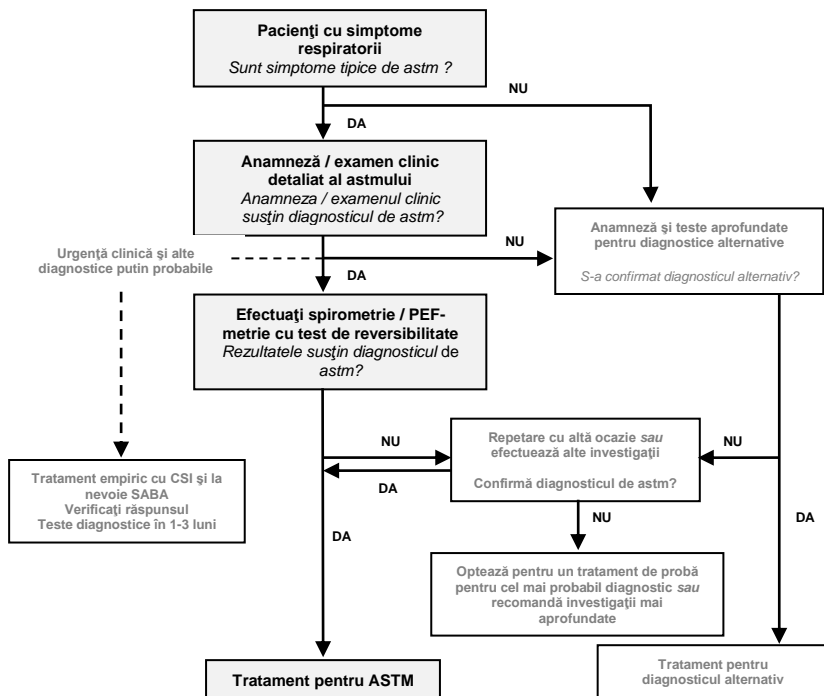 Pacienţi cu simptome
respiratorii
Sunt simptome tipice de astm ?
NU
DA
Anamneză / examen clinic
detaliat al astmului
Anamneza / examenul clinic
susţin diagnosticul de astm?
Anamneză şi teste aprofundate
pentru diagnostice alternative
S-a confirmat diagnosticul alternativ?
Urgenţă clinică şi alte
diagnostice putin probabile
NU
DA
Efectuaţi spirometrie / PEF-
metrie cu test de reversibilitate
Rezultatele susţin diagnosticul de
astm?
NU
DA
Repetare cu altă ocazie sau
efectuează alte investigaţii
Confirmă diagnosticul de astm?
NU
Tratament empiric cu CSI şi la
nevoie SABA
Verificaţi răspunsul
Teste diagnostice în 1-3 luni
DA
NU
DA
Optează pentru un tratament de probă
pentru cel mai probabil diagnostic sau
recomandă investigaţii mai
aprofundate
Tratament pentru ASTM
Tratament pentru
diagnosticul alternativ